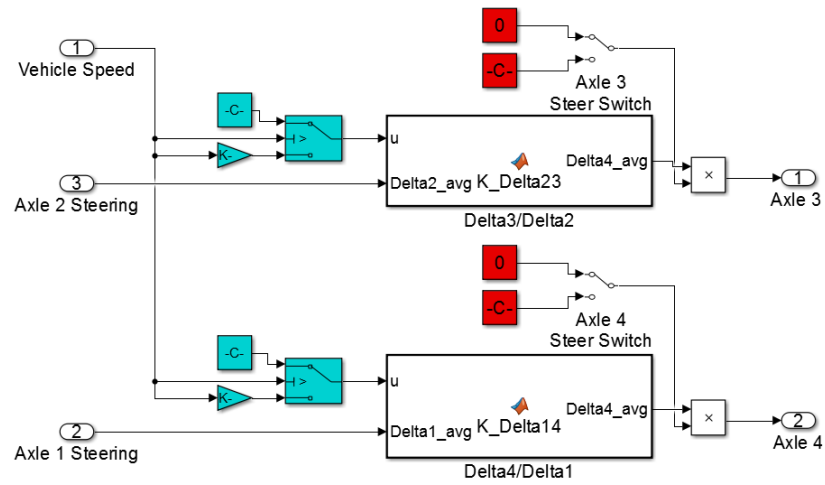 1
Vehicle Speed
0
-C-
Axle 3
Steer Switch
-C-
>
K-
u
Delta2_avg
K_Delta23
Delta4_avg
Delta3/Delta2
×
1
Axle 3
3
Axle 2 Steering
0
-C-
Axle 4
Steer Switch
-C-
>
K-
u
Delta1_avg
K_Delta14
Delta4_avg
Delta4/Delta1
×
2
Axle 4
2
Axle 1 Steering